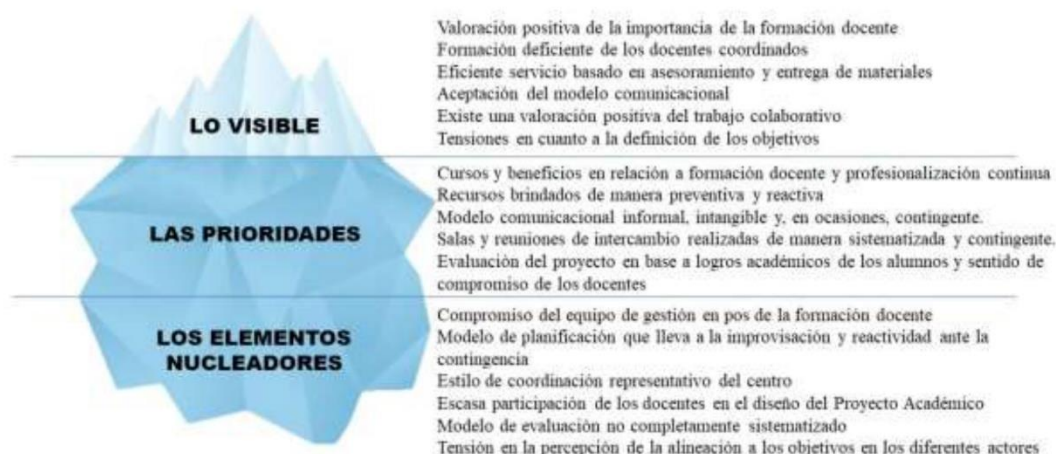 Valoración positiva de la importancia de la formación docente
Formación deficiente de los docentes coordinados
Eficiente servicio basado en asesoramiento y entrega de materiales
Aceptación del modelo comunicacional
Existe una valoración positiva del trabajo colaborativo
Tensiones en cuanto a la definición de los objetivos
LO VISIBLE
Cursos y beneficios en relación a formación docente y profesionalización continua
Recursos brindados de manera preventiva y reactiva
Modelo comunicacional informal, intangible y, en ocasiones, contingente.
Salas y reuniones de intercambio realizadas de manera sistematizada y contingente.
Evaluación del proyecto en base a logros académicos de los alumnos y sentido de
compromiso de los docentes
LAS PRIORIDADES
Compromiso del equipo de gestión en pos de la formación docente
Modelo de planificación que lleva a la improvisación y reactividad ante la
contingencia
Estilo de coordinación representativo del centro
Escasa participación de los docentes en el diseño del Proyecto Académico
Modelo de evaluación no completamente sistematizado
Tensión en la percepción de la alineación a los objetivos en los diferentes actores
LOS ELEMENTOS
NUCLEADORES